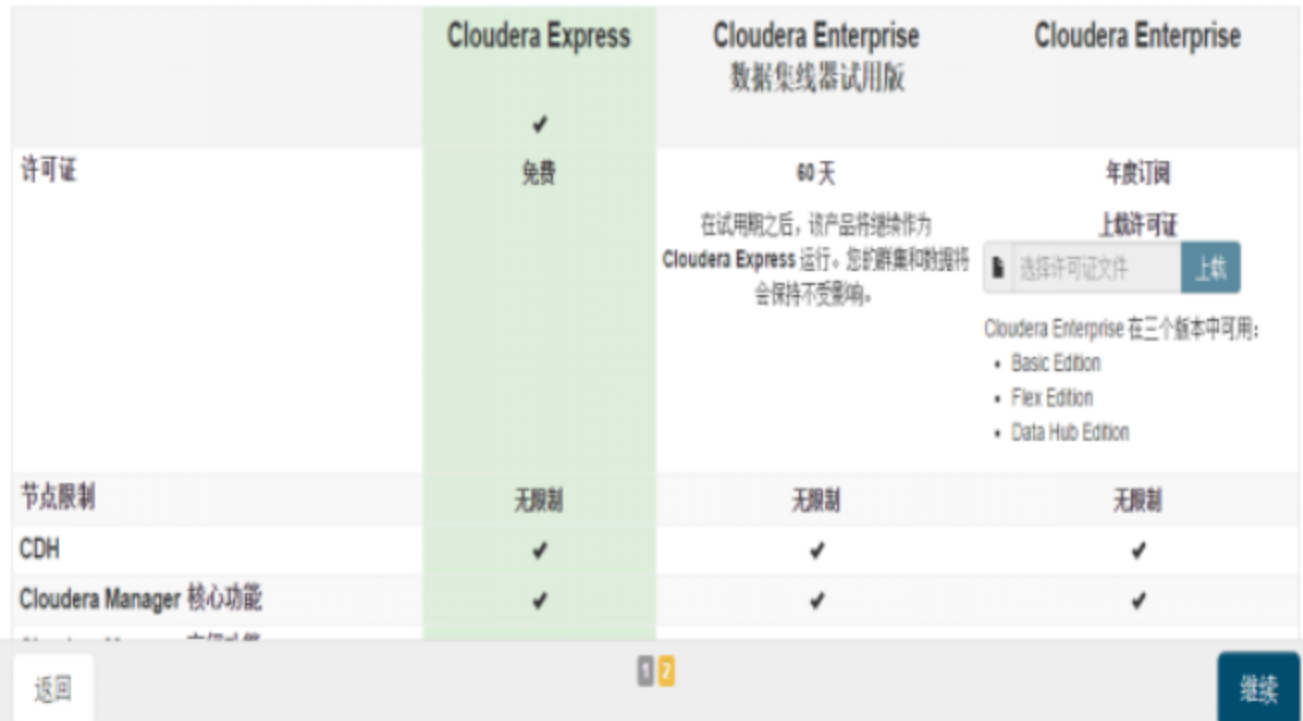 Cloudera Express
Cloudera Enterprise
数据集线器试用版
Cloudera Enterprise
✔
许可证
免费
60 天
在试用期之后，该产品将继续作为
Cloudera Express 运行。您的群集和数据将
会保持不受影响。
年度订阅
上载许可证
选择许可证文件
上载
Cloudera Enterprise 在三个版本中可用：
• Basic Edition
• Flex Edition
• Data Hub Edition
节点限制 无限制 无限制 无限制
CDH ✔ ✔ ✔
Cloudera Manager 核心功能 ✔ ✔ ✔
返回
1 2
继续